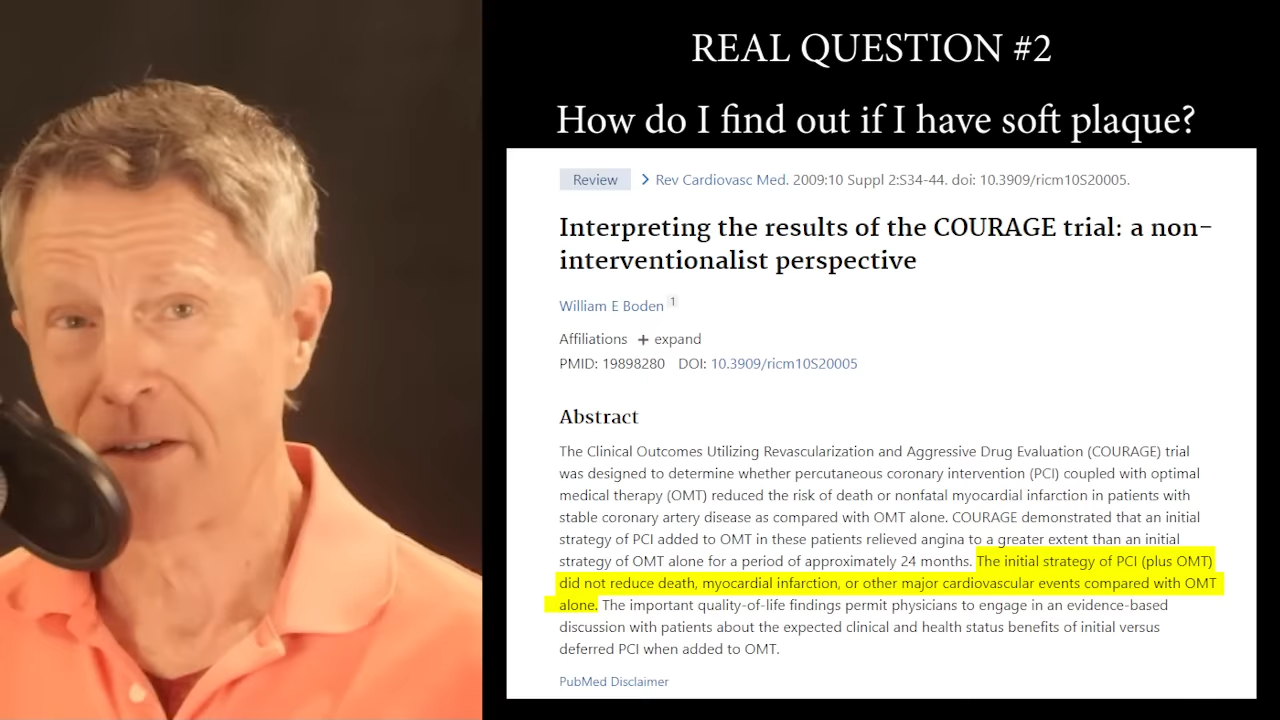 REAL QUESTION #2
How do I find out if I have soft plaque?
Review > Rev Cardiovasc Med. 2009:10 Suppl 2:S34-44. doi: 10.3909/ricm10S20005.
Interpreting the results of the COURAGE trial: a non-
interventionalist perspective
William E Boden 1
Affiliations + expand
PMID: 19898280 DOI: 10.3909/ricm10S20005
Abstract
The Clinical Outcomes Utilizing Revascularization and Aggressive Drug Evaluation (COURAGE) trial
was designed to determine whether percutaneous coronary intervention (PCI) coupled with optimal
medical therapy (OMT) reduced the risk of death or nonfatal myocardial infarction in patients with
stable coronary artery disease as compared with OMT alone. COURAGE demonstrated that an initial
strategy of PCI added to OMT in these patients relieved angina to a greater extent than an initial
strategy of OMT alone for a period of approximately 24 months. The initial strategy of PCI (plus OMT)
did not reduce death, myocardial infarction, or other major cardiovascular events compared with OMT
alone. The important quality-of-life findings permit physicians to engage in an evidence-based
discussion with patients about the expected clinical and health status benefits of initial versus
deferred PCI when added to OMT.
PubMed Disclaimer